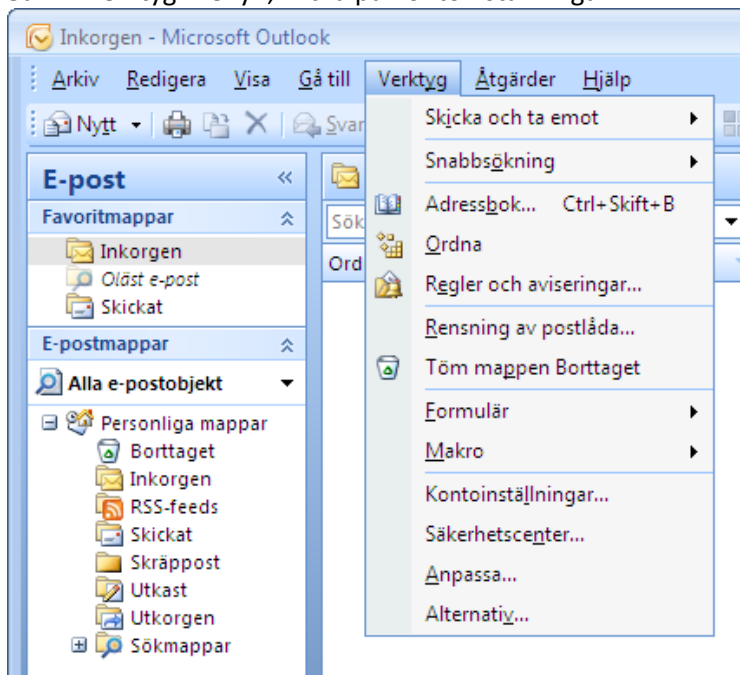 Inkorgen - Microsoft Outlook
Arkiv Redigera Visa Gå till Verktyg Åtgärder Hjälp
Nytt Svar
Skicka och ta emot
Snabbsökning
Adressbok... Ctrl+Skift+B
Ordna
Regler och aviseringar...
Rensning av postlåda...
Töm mappen Borttaget
Formulär
Makro
Kontoinställningar...
Säkerhetscenter...
Anpassa...
Alternativ...
E-post
Favoritmappar
Inkorgen
Oläst e-post
Skickat
E-postmappar
Alla e-postobjekt
Personliga mappar
Borttaget
Inkorgen
RSS-feeds
Skickat
Skräppost
Utkast
Utkorgen
Sökmappar
Sök
Ord